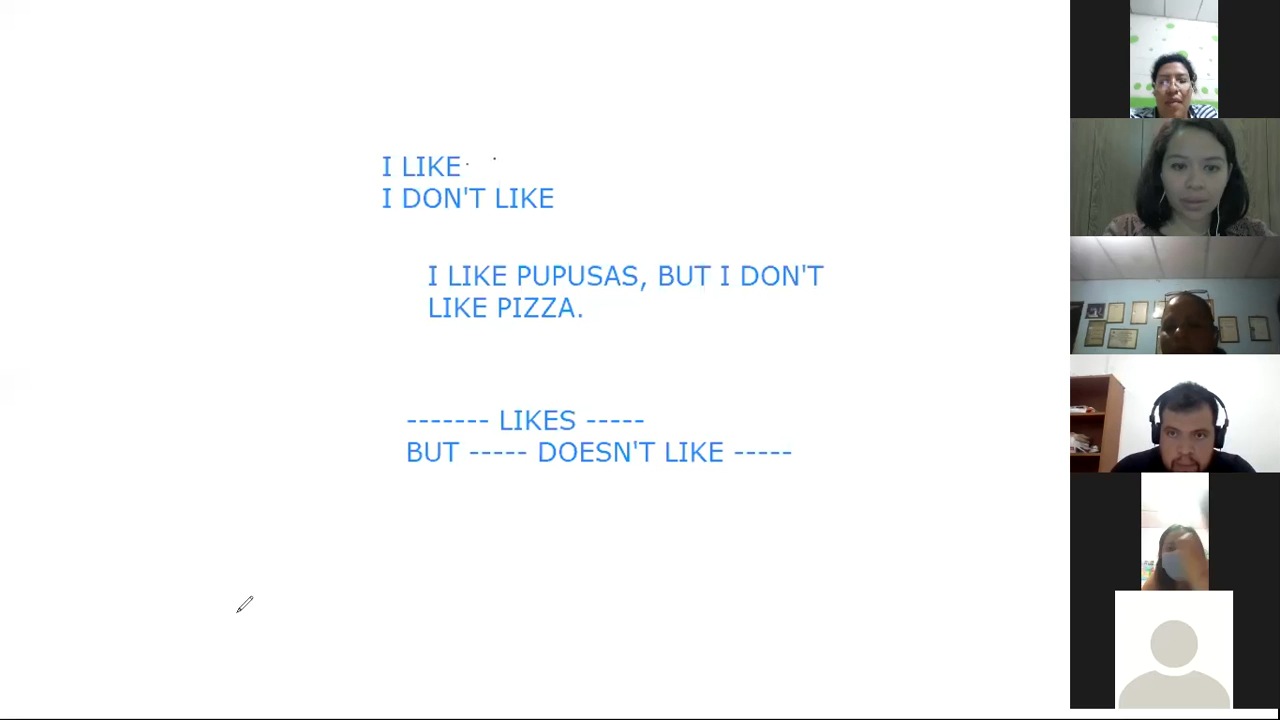 I LIKE
I DON'T LIKE
I LIKE PUPUSAS, BUT I DON'T
LIKE PIZZA.
------- LIKES -----
BUT ----- DOESN'T LIKE -----